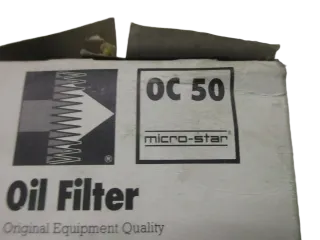 OC 50
micro-star®
®
Oil Filter
Original Equipment Quality